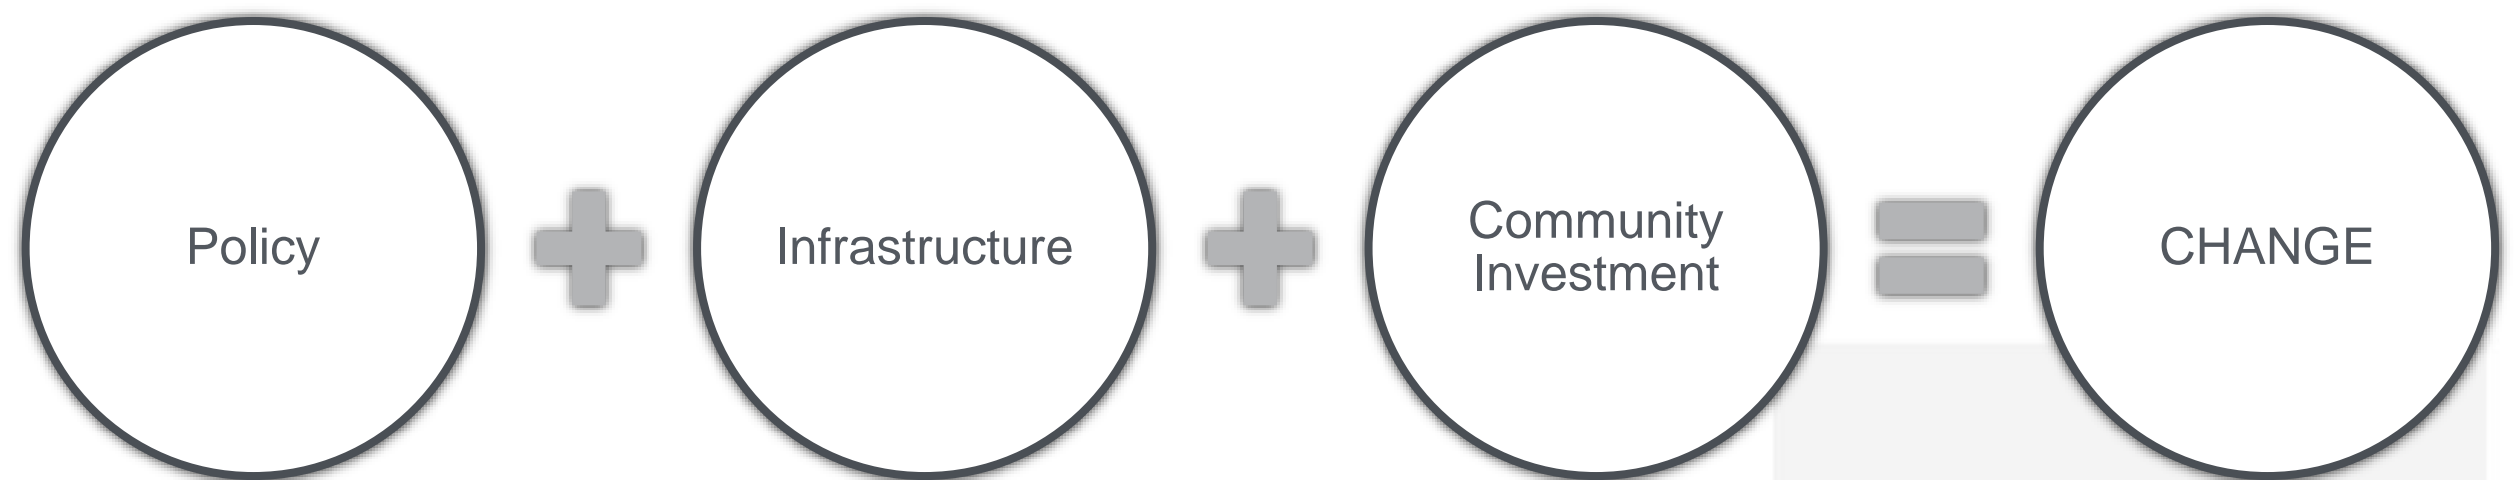 Policy
Infrastructure
Community
Investment
CHANGE